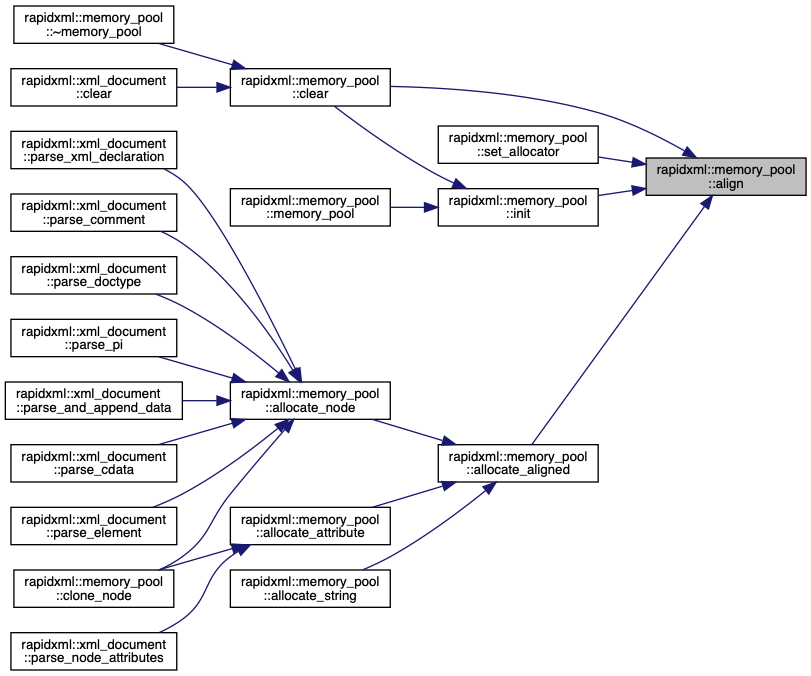 rapidxml::memory_pool
::~memory_pool
rapidxml::xml_document
::clear
rapidxml::memory_pool
::clear
rapidxml::xml_document
::parse_xml_declaration
rapidxml::memory_pool
::set_allocator
rapidxml::memory_pool
::align
rapidxml::xml_document
::parse_comment
rapidxml::memory_pool
::memory_pool
rapidxml::memory_pool
::init
rapidxml::xml_document
::parse_doctype
rapidxml::xml_document
::parse_pi
rapidxml::xml_document
::parse_and_append_data
rapidxml::memory_pool
::allocate_node
rapidxml::xml_document
::parse_cdata
rapidxml::memory_pool
::allocate_aligned
rapidxml::xml_document
::parse_element
rapidxml::memory_pool
::allocate_attribute
rapidxml::memory_pool
::clone_node
rapidxml::memory_pool
::allocate_string
rapidxml::xml_document
::parse_node_attributes